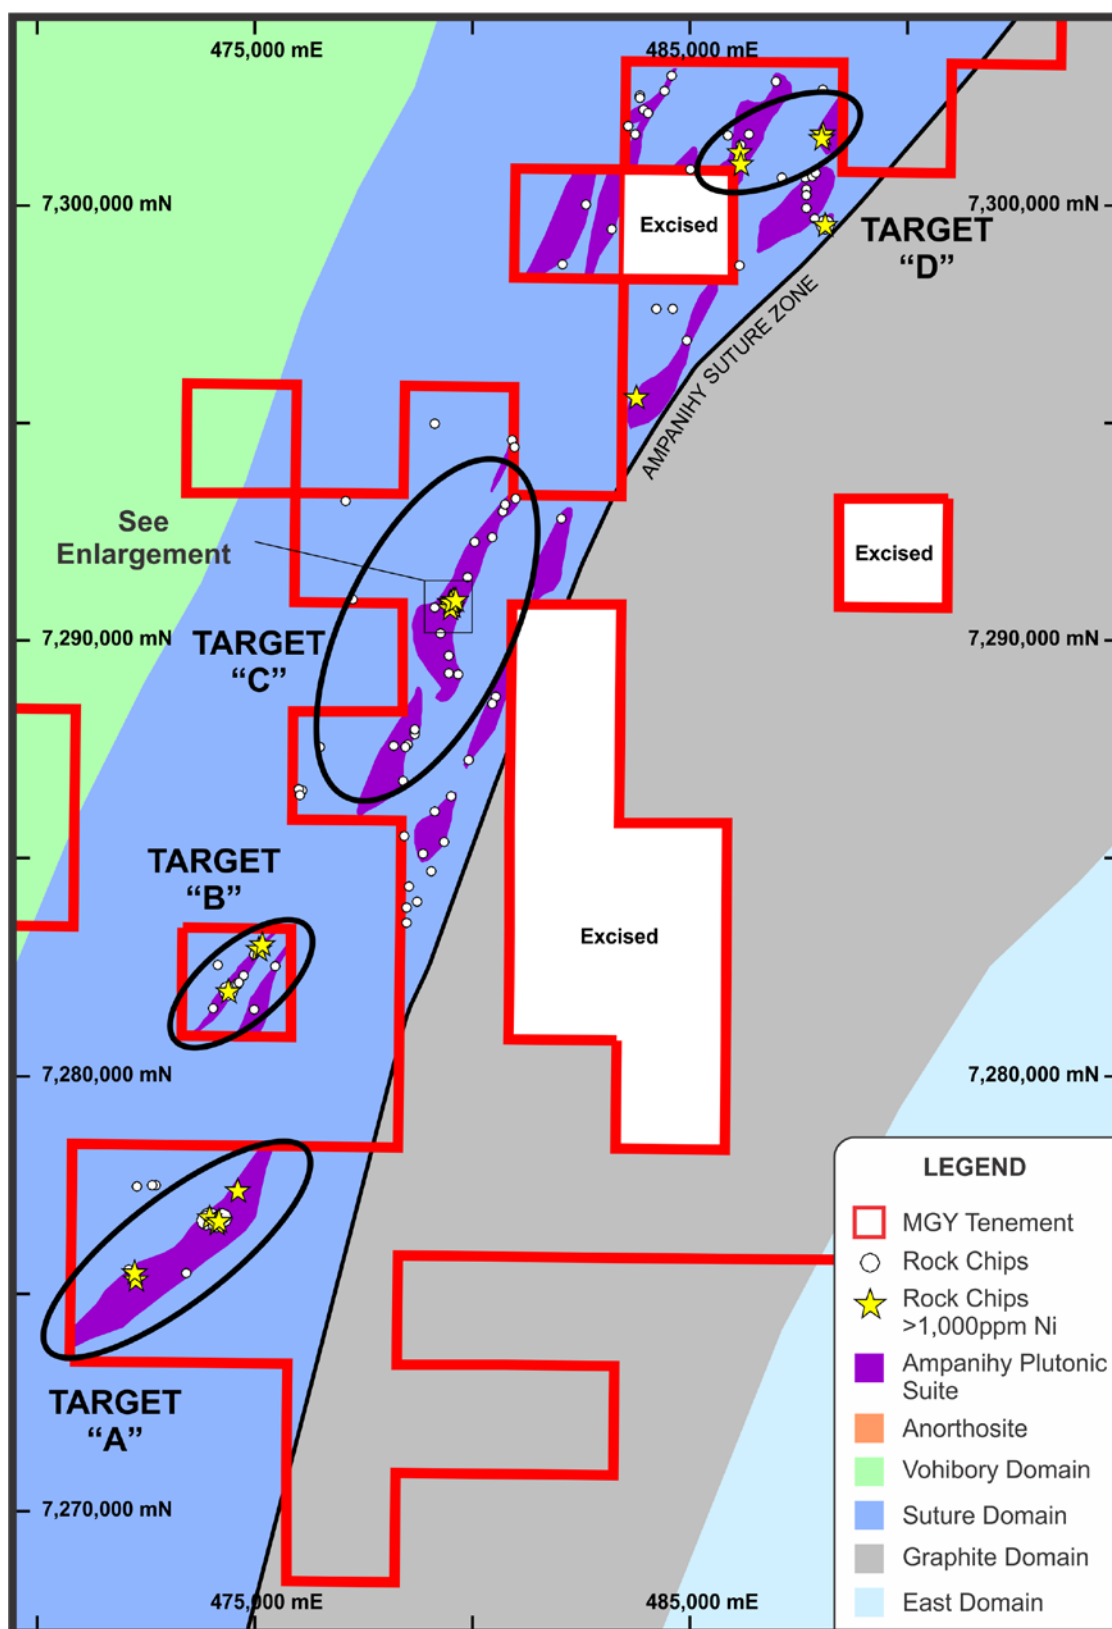 475,000 mE
485,000 mE
7,300,000 mN
7,300,000 mN
Excised
TARGET
“D”
AMPANIHY SUTURE ZONE
See
Enlargement
Excised
TARGET
“C”
7,290,000 mN
7,290,000 mN
TARGET
“B”
Excised
7,280,000 mN
7,280,000 mN
TARGET
“A”
7,270,000 mN
475,000 mE
485,000 mE
LEGEND
MGY Tenement
Rock Chips
Rock Chips
>1,000ppm Ni
Ampanihy Plutonic
Suite
Anorthosite
Vohibory Domain
Suture Domain
Graphite Domain
East Domain